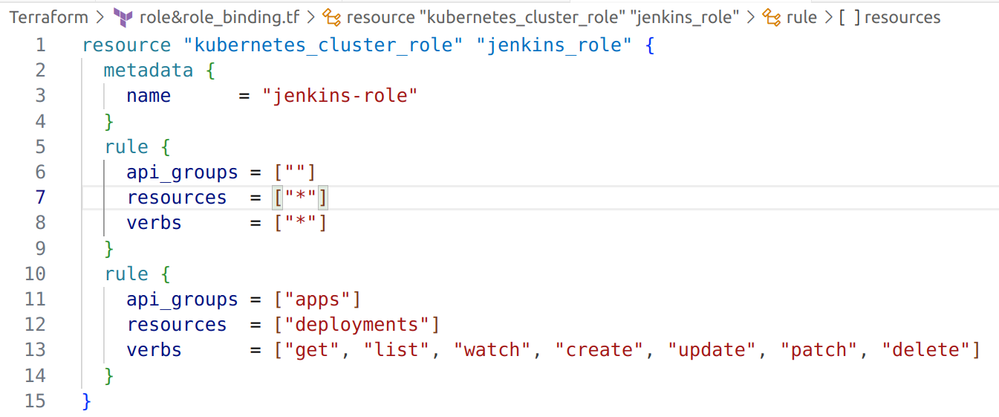 Terraform > role&role_binding.tf > resource "kubernetes_cluster_role" "jenkins_role" > rule > [ ] resources
1 resource "kubernetes_cluster_role" "jenkins_role" {
2   metadata {
3     name      = "jenkins-role"
4   }
5   rule {
6     api_groups = [""]
7     resources  = ["*"]
8     verbs      = ["*"]
9   }
10   rule {
11     api_groups = ["apps"]
12     resources  = ["deployments"]
13     verbs      = ["get", "list", "watch", "create", "update", "patch", "delete"]
14   }
15 }